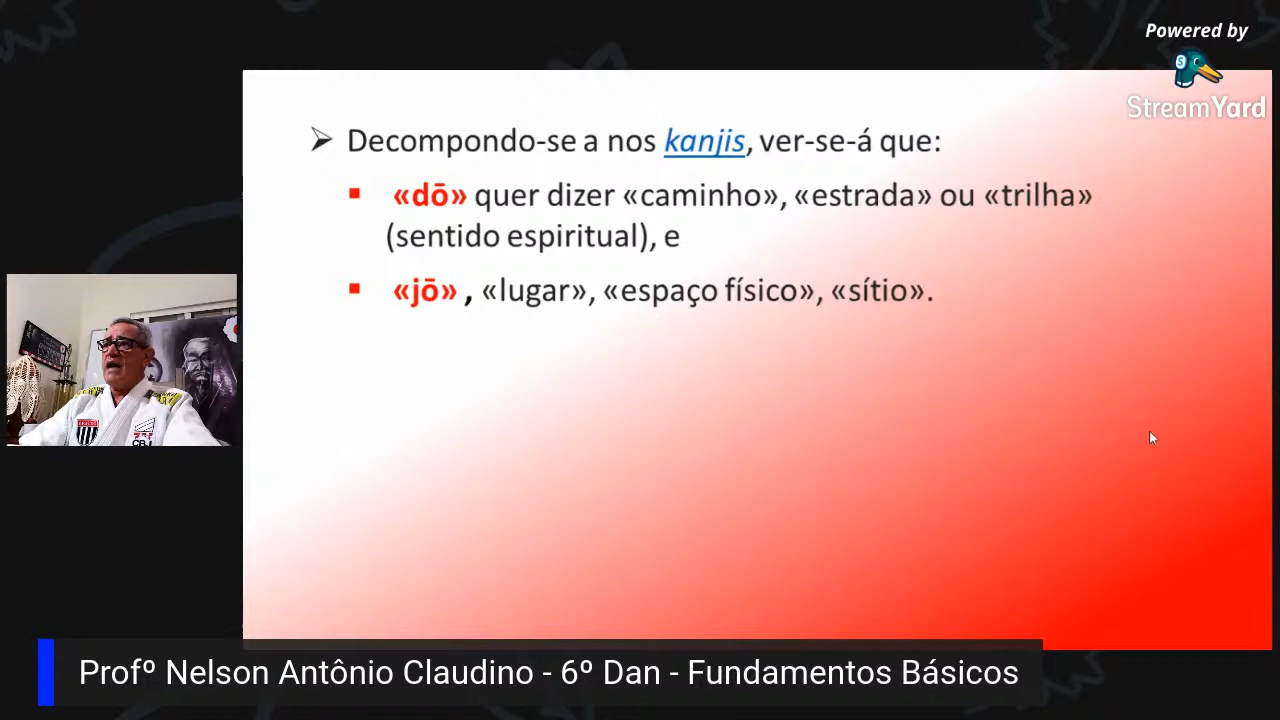 Powered by
StreamYard
➢ Decompondo-se a nos kanjis, ver-se-á que:
▪ «dō» quer dizer «caminho», «estrada» ou «trilha»
(sentido espiritual), e
▪ «jō» , «lugar», «espaço físico», «sítio».
Profº Nelson Antônio Claudino - 6º Dan - Fundamentos Básicos